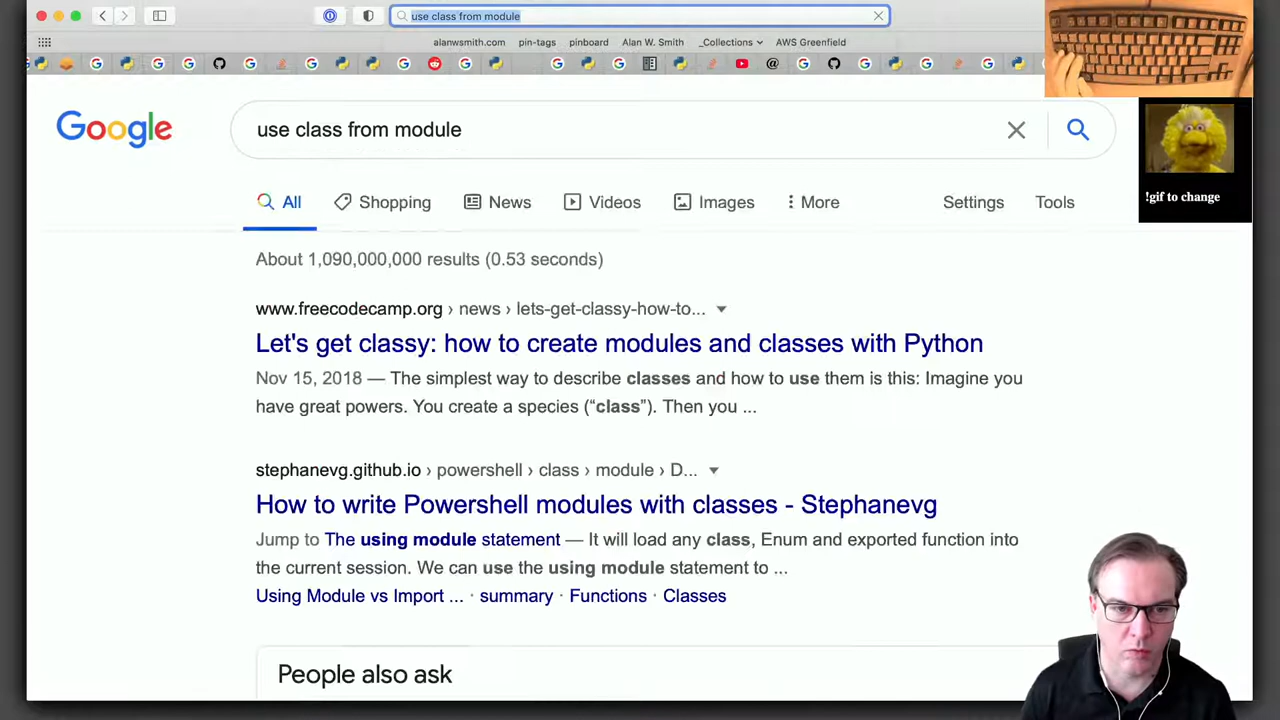 use class from module
alanwsmith.com pin-tags pinboard Alan W. Smith _Collections AWS Greenfield
Google
use class from module
All Shopping News Videos Images More Settings Tools
!gif to change
About 1,090,000,000 results (0.53 seconds)
www.freecodecamp.org › news › lets-get-classy-how-to...
Let's get classy: how to create modules and classes with Python
Nov 15, 2018 — The simplest way to describe classes and how to use them is this: Imagine you
have great powers. You create a species (“class”). Then you ...
stephanevg.github.io › powershell › class › module › D...
How to write Powershell modules with classes - Stephanevg
Jump to The using module statement — It will load any class, Enum and exported function into
the current session. We can use the using module statement to ...
Using Module vs Import ... · summary · Functions · Classes
People also ask